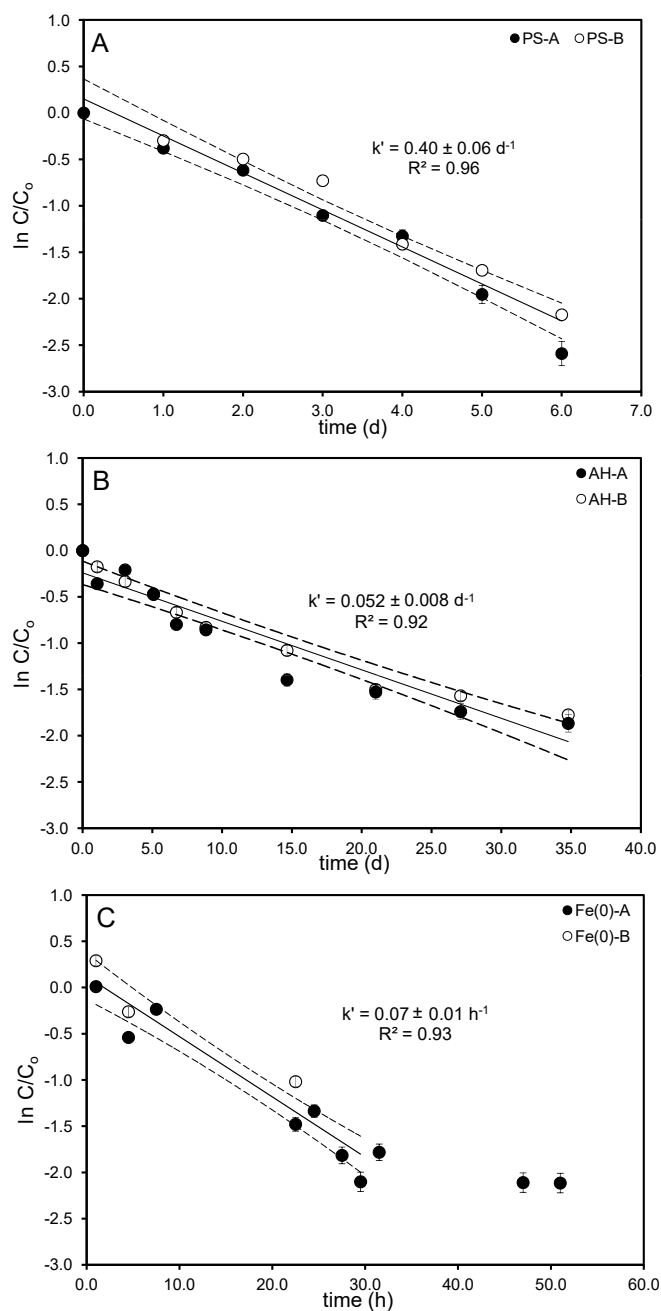 A
PS-A PS-B
1.0
0.5
0.0
-0.5
-1.0
-1.5
-2.0
-2.5
-3.0
ln C/Co
k' = 0.40 ± 0.06 d-1
R² = 0.96
0.0 1.0 2.0 3.0 4.0 5.0 6.0 7.0
time (d)
B
AH-A
AH-B
1.0
0.5
0.0
-0.5
-1.0
-1.5
-2.0
-2.5
-3.0
ln C/Co
k' = 0.052 ± 0.008 d-1
R² = 0.92
0.0 5.0 10.0 15.0 20.0 25.0 30.0 35.0 40.0
time (d)
C
Fe(0)-A
Fe(0)-B
1.0
0.5
0.0
-0.5
-1.0
-1.5
-2.0
-2.5
-3.0
ln C/Co
k' = 0.07 ± 0.01 h-1
R² = 0.93
0.0 10.0 20.0 30.0 40.0 50.0 60.0
time (h)